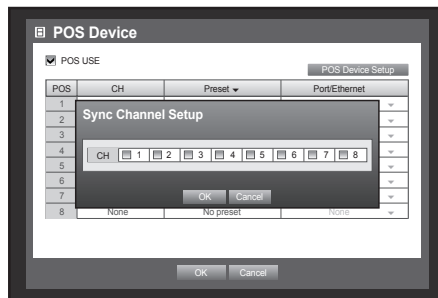 POS Device
POS USE
POS Device Setup
POS CH Preset Port/Ethernet
1
2
3
4
5
6
7
8 None No preset None
Sync Channel Setup
CH 1 2 3 4 5 6 7 8
OK Cancel
OK Cancel